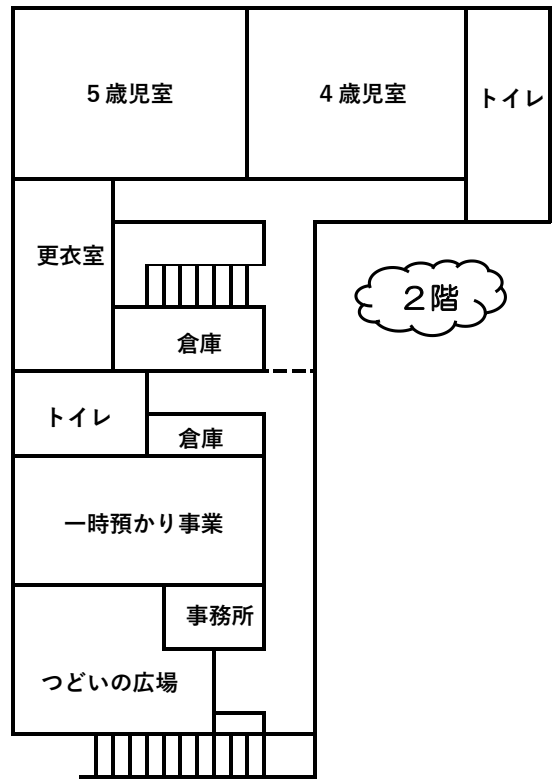 5歳児室
4歳児室
トイレ
更衣室
2階
倉庫
トイレ
倉庫
一時預かり事業
事務所
つどいの広場